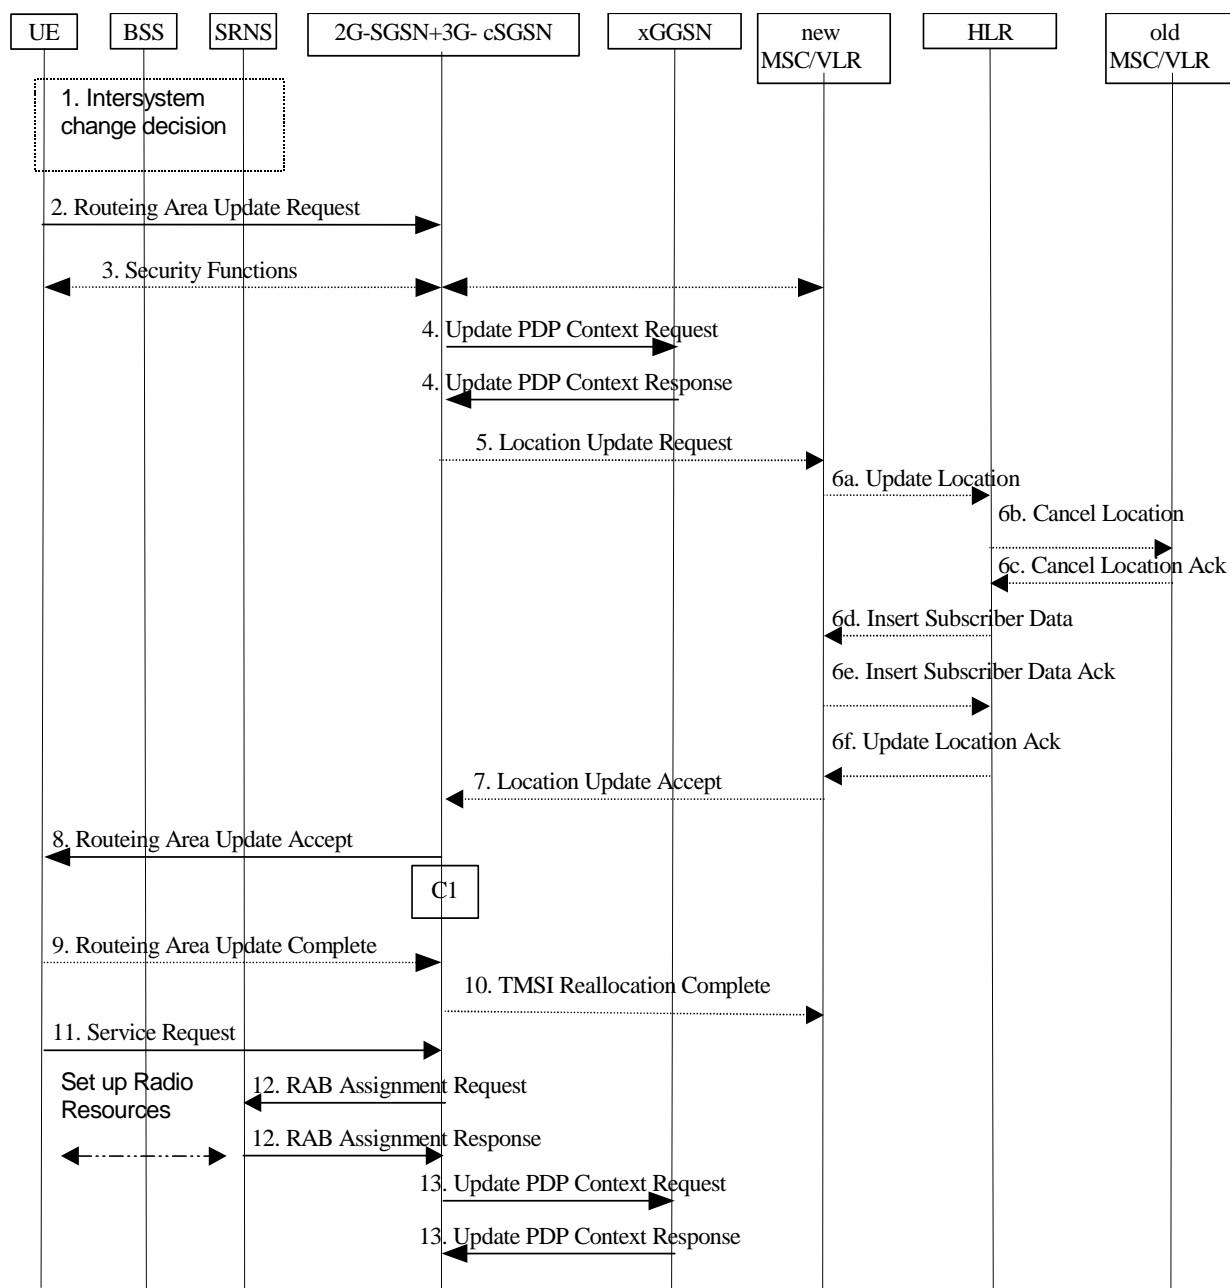 UE
BSS
SRNS
2G-SGSN+3G- cSGSN
xGGSN
new
MSC/VLR
HLR
old
MSC/VLR
1. Intersystem
change decision
2. Routeing Area Update Request
3. Security Functions
4. Update PDP Context Request
4. Update PDP Context Response
5. Location Update Request
6a. Update Location
6b. Cancel Location
6c. Cancel Location Ack
6d. Insert Subscriber Data
6e. Insert Subscriber Data Ack
6f. Update Location Ack
7. Location Update Accept
8. Routeing Area Update Accept
C1
9. Routeing Area Update Complete
10. TMSI Reallocation Complete
11. Service Request
Set up Radio
Resources
12. RAB Assignment Request
12. RAB Assignment Response
13. Update PDP Context Request
13. Update PDP Context Response